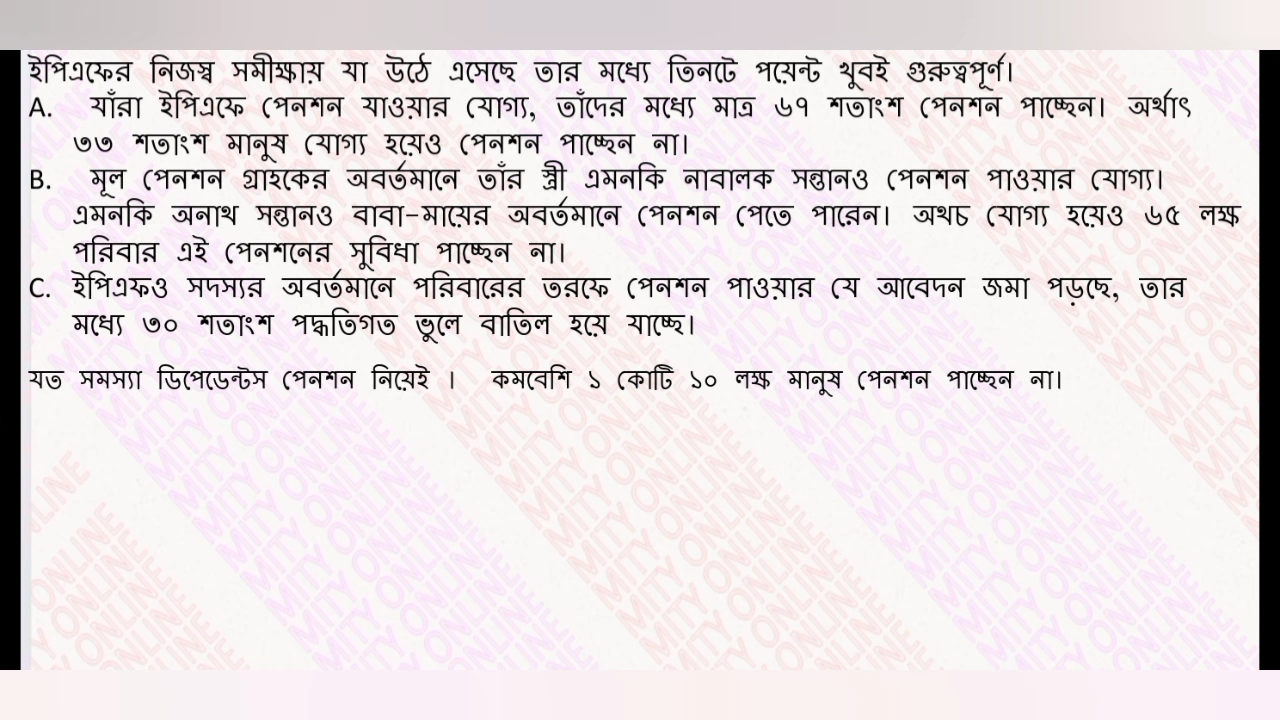 ইপিএফের নিজস্ব সমীক্ষায় যা উঠে এসেছে তার মধ্যে তিনটে পয়েন্ট খুবই গুরুত্বপূর্ণ।
A. যাঁরা ইপিএফে পেনশন যাওয়ার যোগ্য, তাঁদের মধ্যে মাত্র ৬৭ শতাংশ পেনশন পাচ্ছেন। অর্থাৎ
৩৩ শতাংশ মানুষ যোগ্য হয়েও পেনশন পাচ্ছেন না।
B. মূল পেনশন গ্রাহকের অবর্তমানে তাঁর স্ত্রী এমনকি নাবালক সন্তানও পেনশন পাওয়ার যোগ্য।
এমনকি অনাথ সন্তানও বাবা-মায়ের অবর্তমানে পেনশন পেতে পারেন। অথচ যোগ্য হয়েও ৬৫ লক্ষ
পরিবার এই পেনশনের সুবিধা পাচ্ছেন না।
C. ইপিএফও সদস্যর অবর্তমানে পরিবারের তরফে পেনশন পাওয়ার যে আবেদন জমা পড়ছে, তার
মধ্যে ৩০ শতাংশ পদ্ধতিগত ভুলে বাতিল হয়ে যাচ্ছে।
যত সমস্যা ডিপেডেন্টস পেনশন নিয়েই । কমবেশি ১ কোটি ১০ লক্ষ মানুষ পেনশন পাচ্ছেন না।
MITY ONLINE